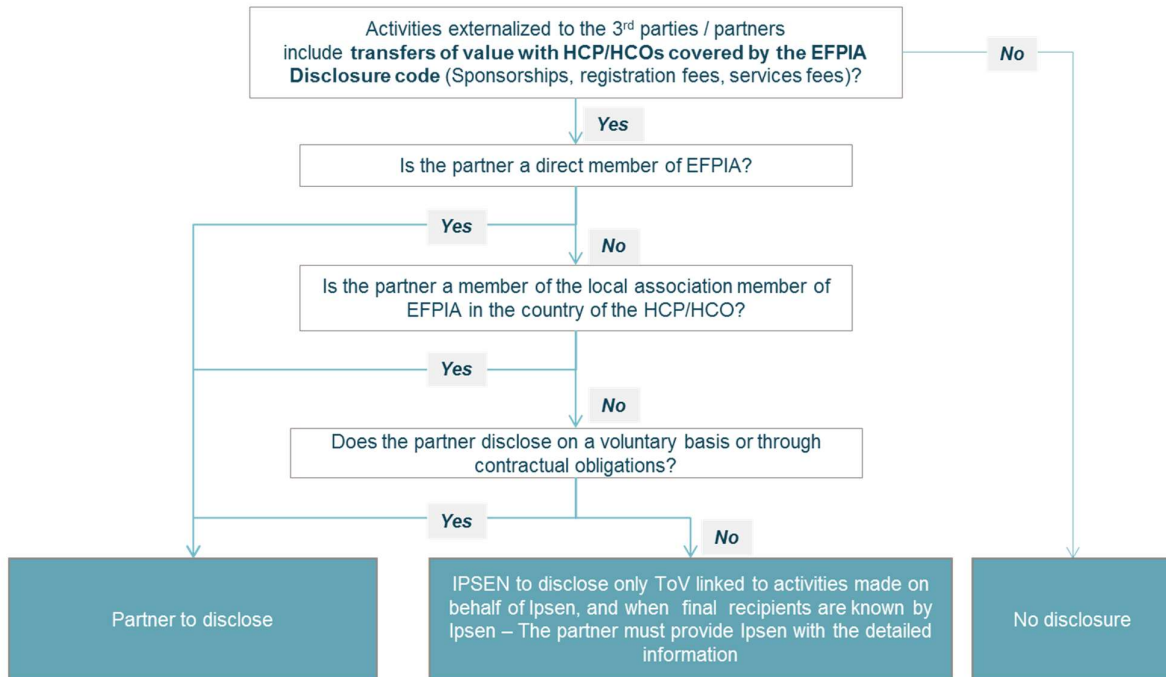 Activities externalized to the 3rd parties / partners
include transfers of value with HCP/HCOs covered by the EFPIA
Disclosure code (Sponsorships, registration fees, services fees)?
No
Yes
Is the partner a direct member of EFPIA?
Yes
No
Is the partner a member of the local association member of
EFPIA in the country of the HCP/HCO?
Yes
No
Does the partner disclose on a voluntary basis or through
contractual obligations?
Yes
No
Partner to disclose
IPSEN to disclose only ToV linked to activities made on
behalf of Ipsen, and when final recipients are known by
Ipsen – The partner must provide Ipsen with the detailed
information
No disclosure